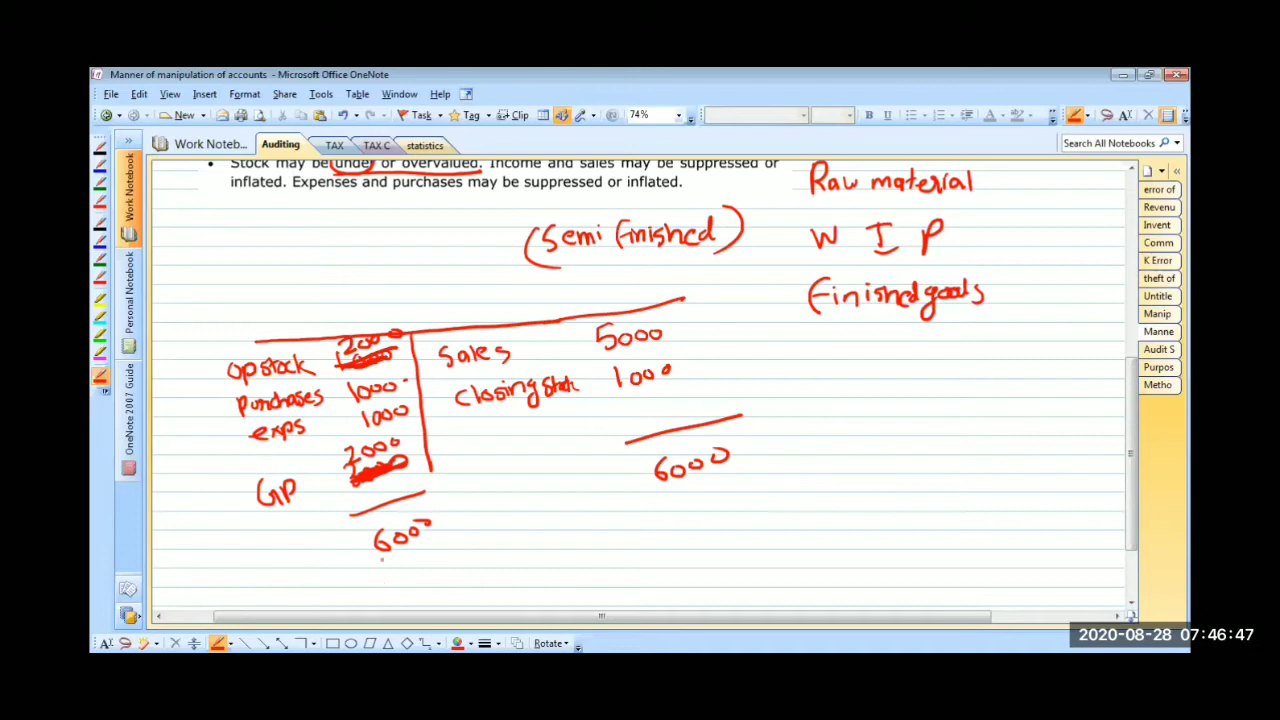 Manner of manipulation of accounts - Microsoft Office OneNote
File Edit View Insert Format Share Tools Table Window Help
New Task Tag Clip 74% B I U A
Work Noteb... Auditing TAX TAX C statistics Search All Notebooks
Stock may be under or overvalued. Income and sales may be suppressed or
inflated. Expenses and purchases may be suppressed or inflated.
Raw material
(Semi Finished) W I P
Finished goods
2000
opstock Sales 5000
purchases 1000 closing stock 1000
exps 1000
2000
GP 6000
6000
Work Notebook
Personal Notebook
OneNote 2007 Guide
error of
Revenu
Invent
Comm
K Error
theft of
Untitle
Manip
Manne
Audit S
Purpos
Metho
Rotate
2020-08-28 07:46:47